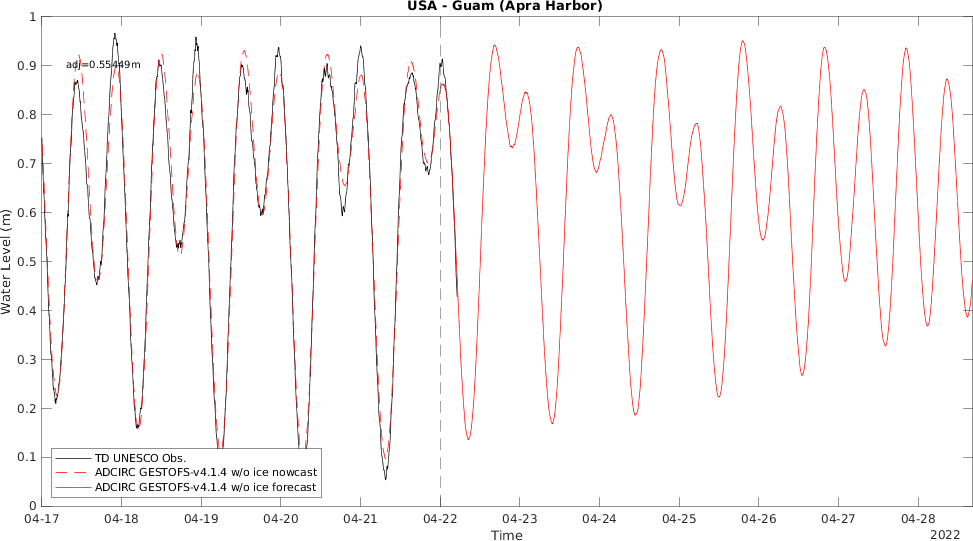 USA - Guam (Apra Harbor)
1
0.9
0.8
0.7
0.6
0.5
0.4
0.3
0.2
0.1
0
Water Level (m)
adj=0.55449m
TD UNESCO Obs.
ADCIRC GESTOFS-v4.1.4 w/o ice nowcast
ADCIRC GESTOFS-v4.1.4 w/o ice forecast
04-17 04-18 04-19 04-20 04-21 04-22 04-23 04-24 04-25 04-26 04-27 04-28
Time
2022